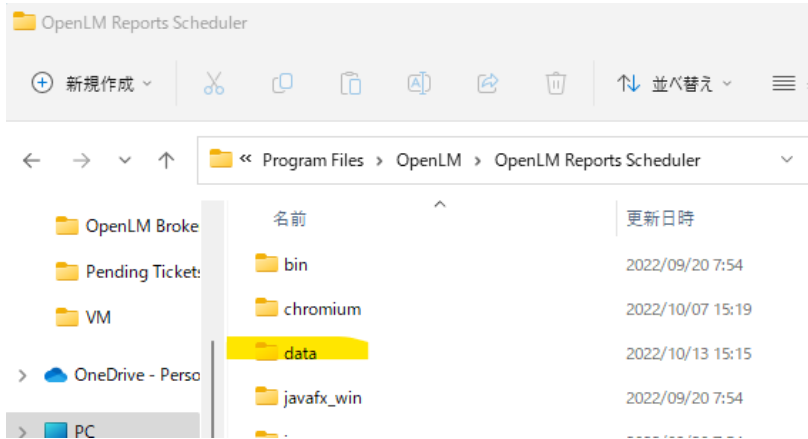 OpenLM Reports Scheduler
新規作成
並べ替え
« Program Files > OpenLM > OpenLM Reports Scheduler
名前
更新日時
OpenLM Broke
bin
2022/09/20 7:54
Pending Tickets
chromium
2022/10/07 15:19
VM
data
2022/10/13 15:15
OneDrive - Perso
javafx_win
2022/09/20 7:54
PC